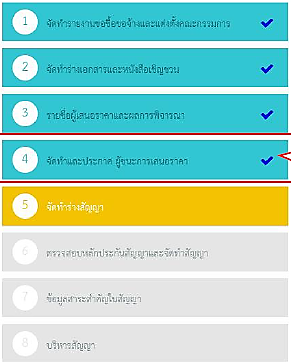 1 จัดทำรายงานขอซื้อขอจ้างและแต่งตั้งคณะกรรมการ
2 จัดทำร่างเอกสารและหนังสือเชิญชวน
3 รายชื่อผู้เสนอราคาและผลการพิจารณา
4 จัดทำและประกาศ ผู้ชนะการเสนอราคา
5 จัดทำร่างสัญญา
6 ตรวจสอบหลักประกันสัญญาและจัดทำสัญญา
7 ข้อมูลสาระสำคัญในสัญญา
8 บริหารสัญญา